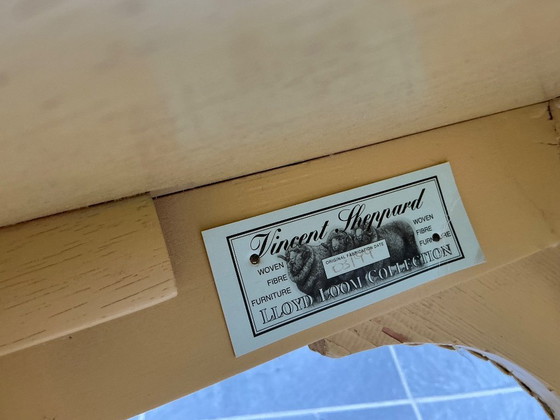 Vincent Sheppard
WOVEN
FIBRE
FURNITURE
ORIGINAL FABRICATION DATE
WOVEN
FIBRE
FURNITURE
LLOYD LOOM COLLECTION